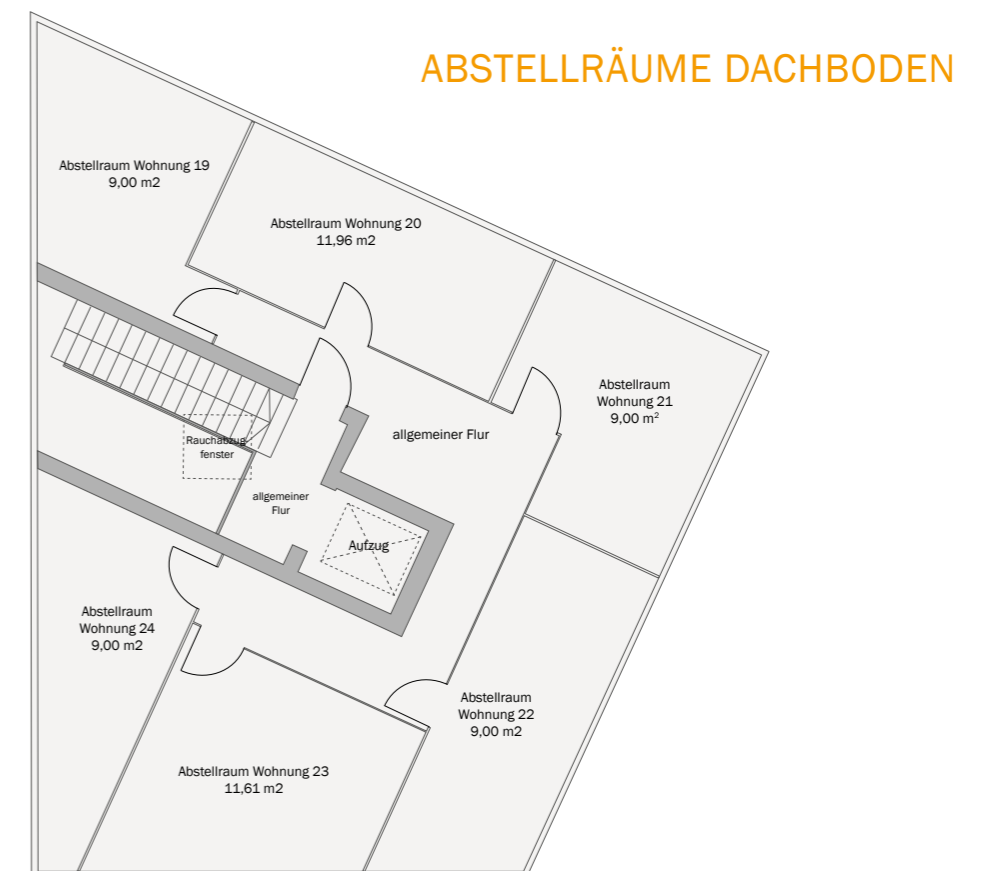 ABSTELLRÄUME DACHBODEN
Abstellraum Wohnung 19
9,00 m2
Abstellraum Wohnung 20
11,96 m2
Abstellraum
Wohnung 21
9,00 m²
allgemeiner Flur
Rauchabzug-
fenster
allgemeiner
Flur
Aufzug
Abstellraum
Wohnung 24
9,00 m2
Abstellraum
Wohnung 22
9,00 m2
Abstellraum Wohnung 23
11,61 m2